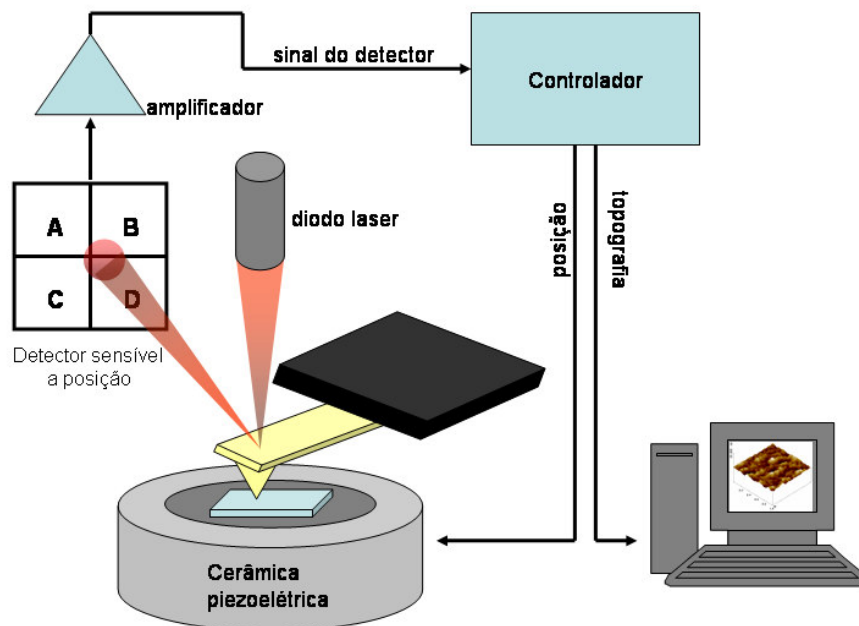 sinal do detector
Controlador
amplificador
A B
C D
Detector sensível
a posição
diodo laser
posição
topografia
Cerâmica
piezoelétrica